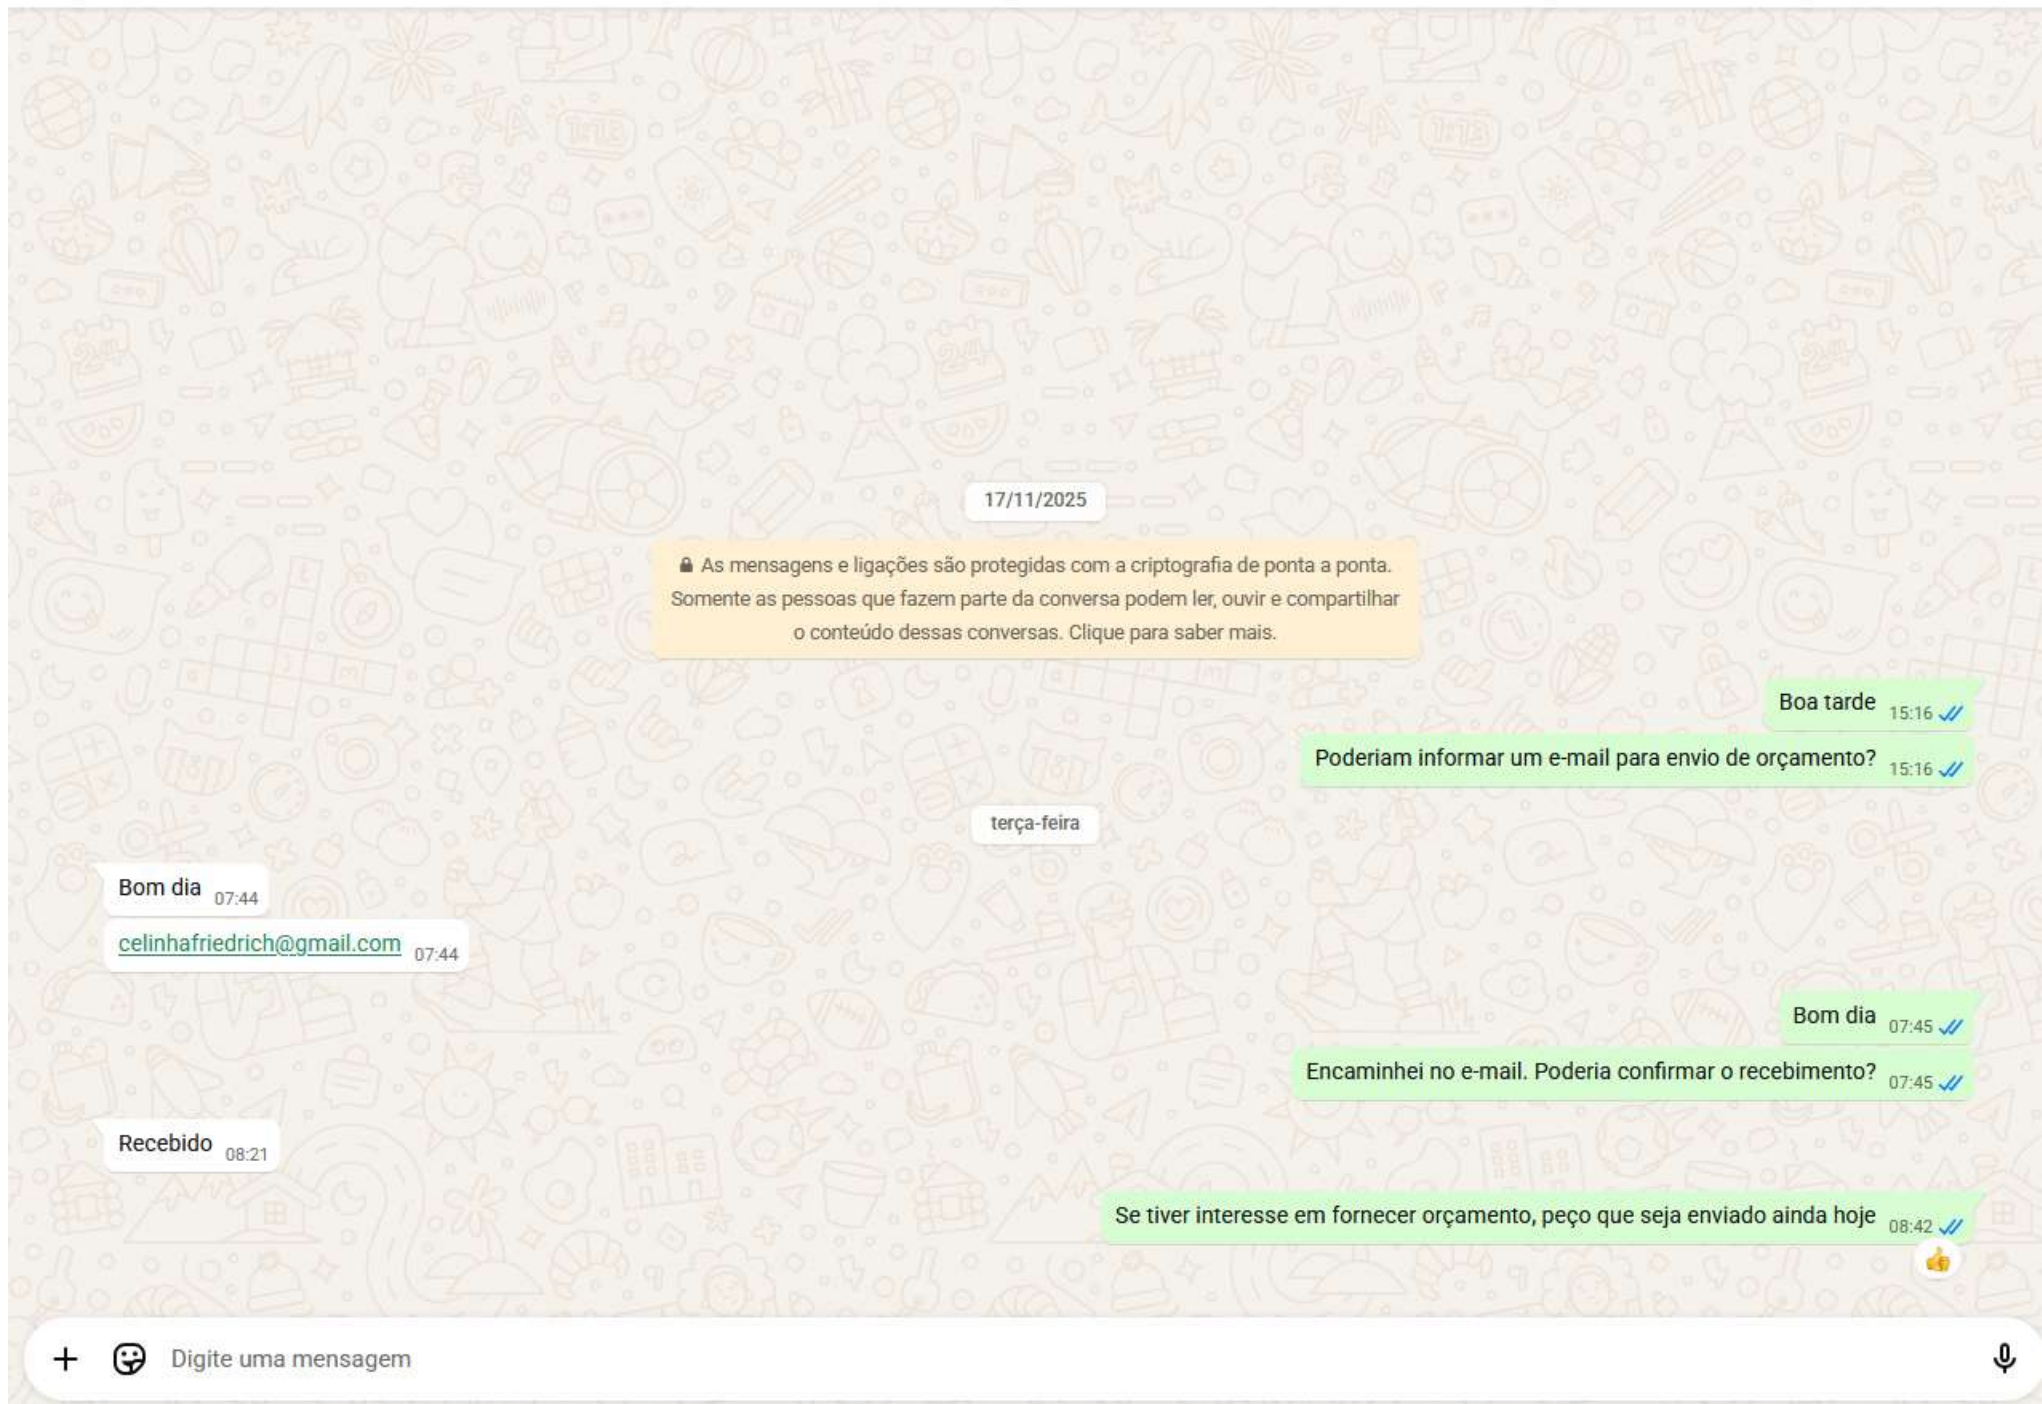 17/11/2025
As mensagens e ligações são protegidas com a criptografia de ponta a ponta.
Somente as pessoas que fazem parte da conversa podem ler, ouvir e compartilhar
o conteúdo dessas conversas. Clique para saber mais.
Boa tarde 15:16
Poderiam informar um e-mail para envio de orçamento? 15:16
terça-feira
Bom dia 07:44
celinhafriedrich@gmail.com 07:44
Bom dia 07:45
Encaminhei no e-mail. Poderia confirmar o recebimento? 07:45
Recebido 08:21
Se tiver interesse em fornecer orçamento, peço que seja enviado ainda hoje 08:42
Digite uma mensagem